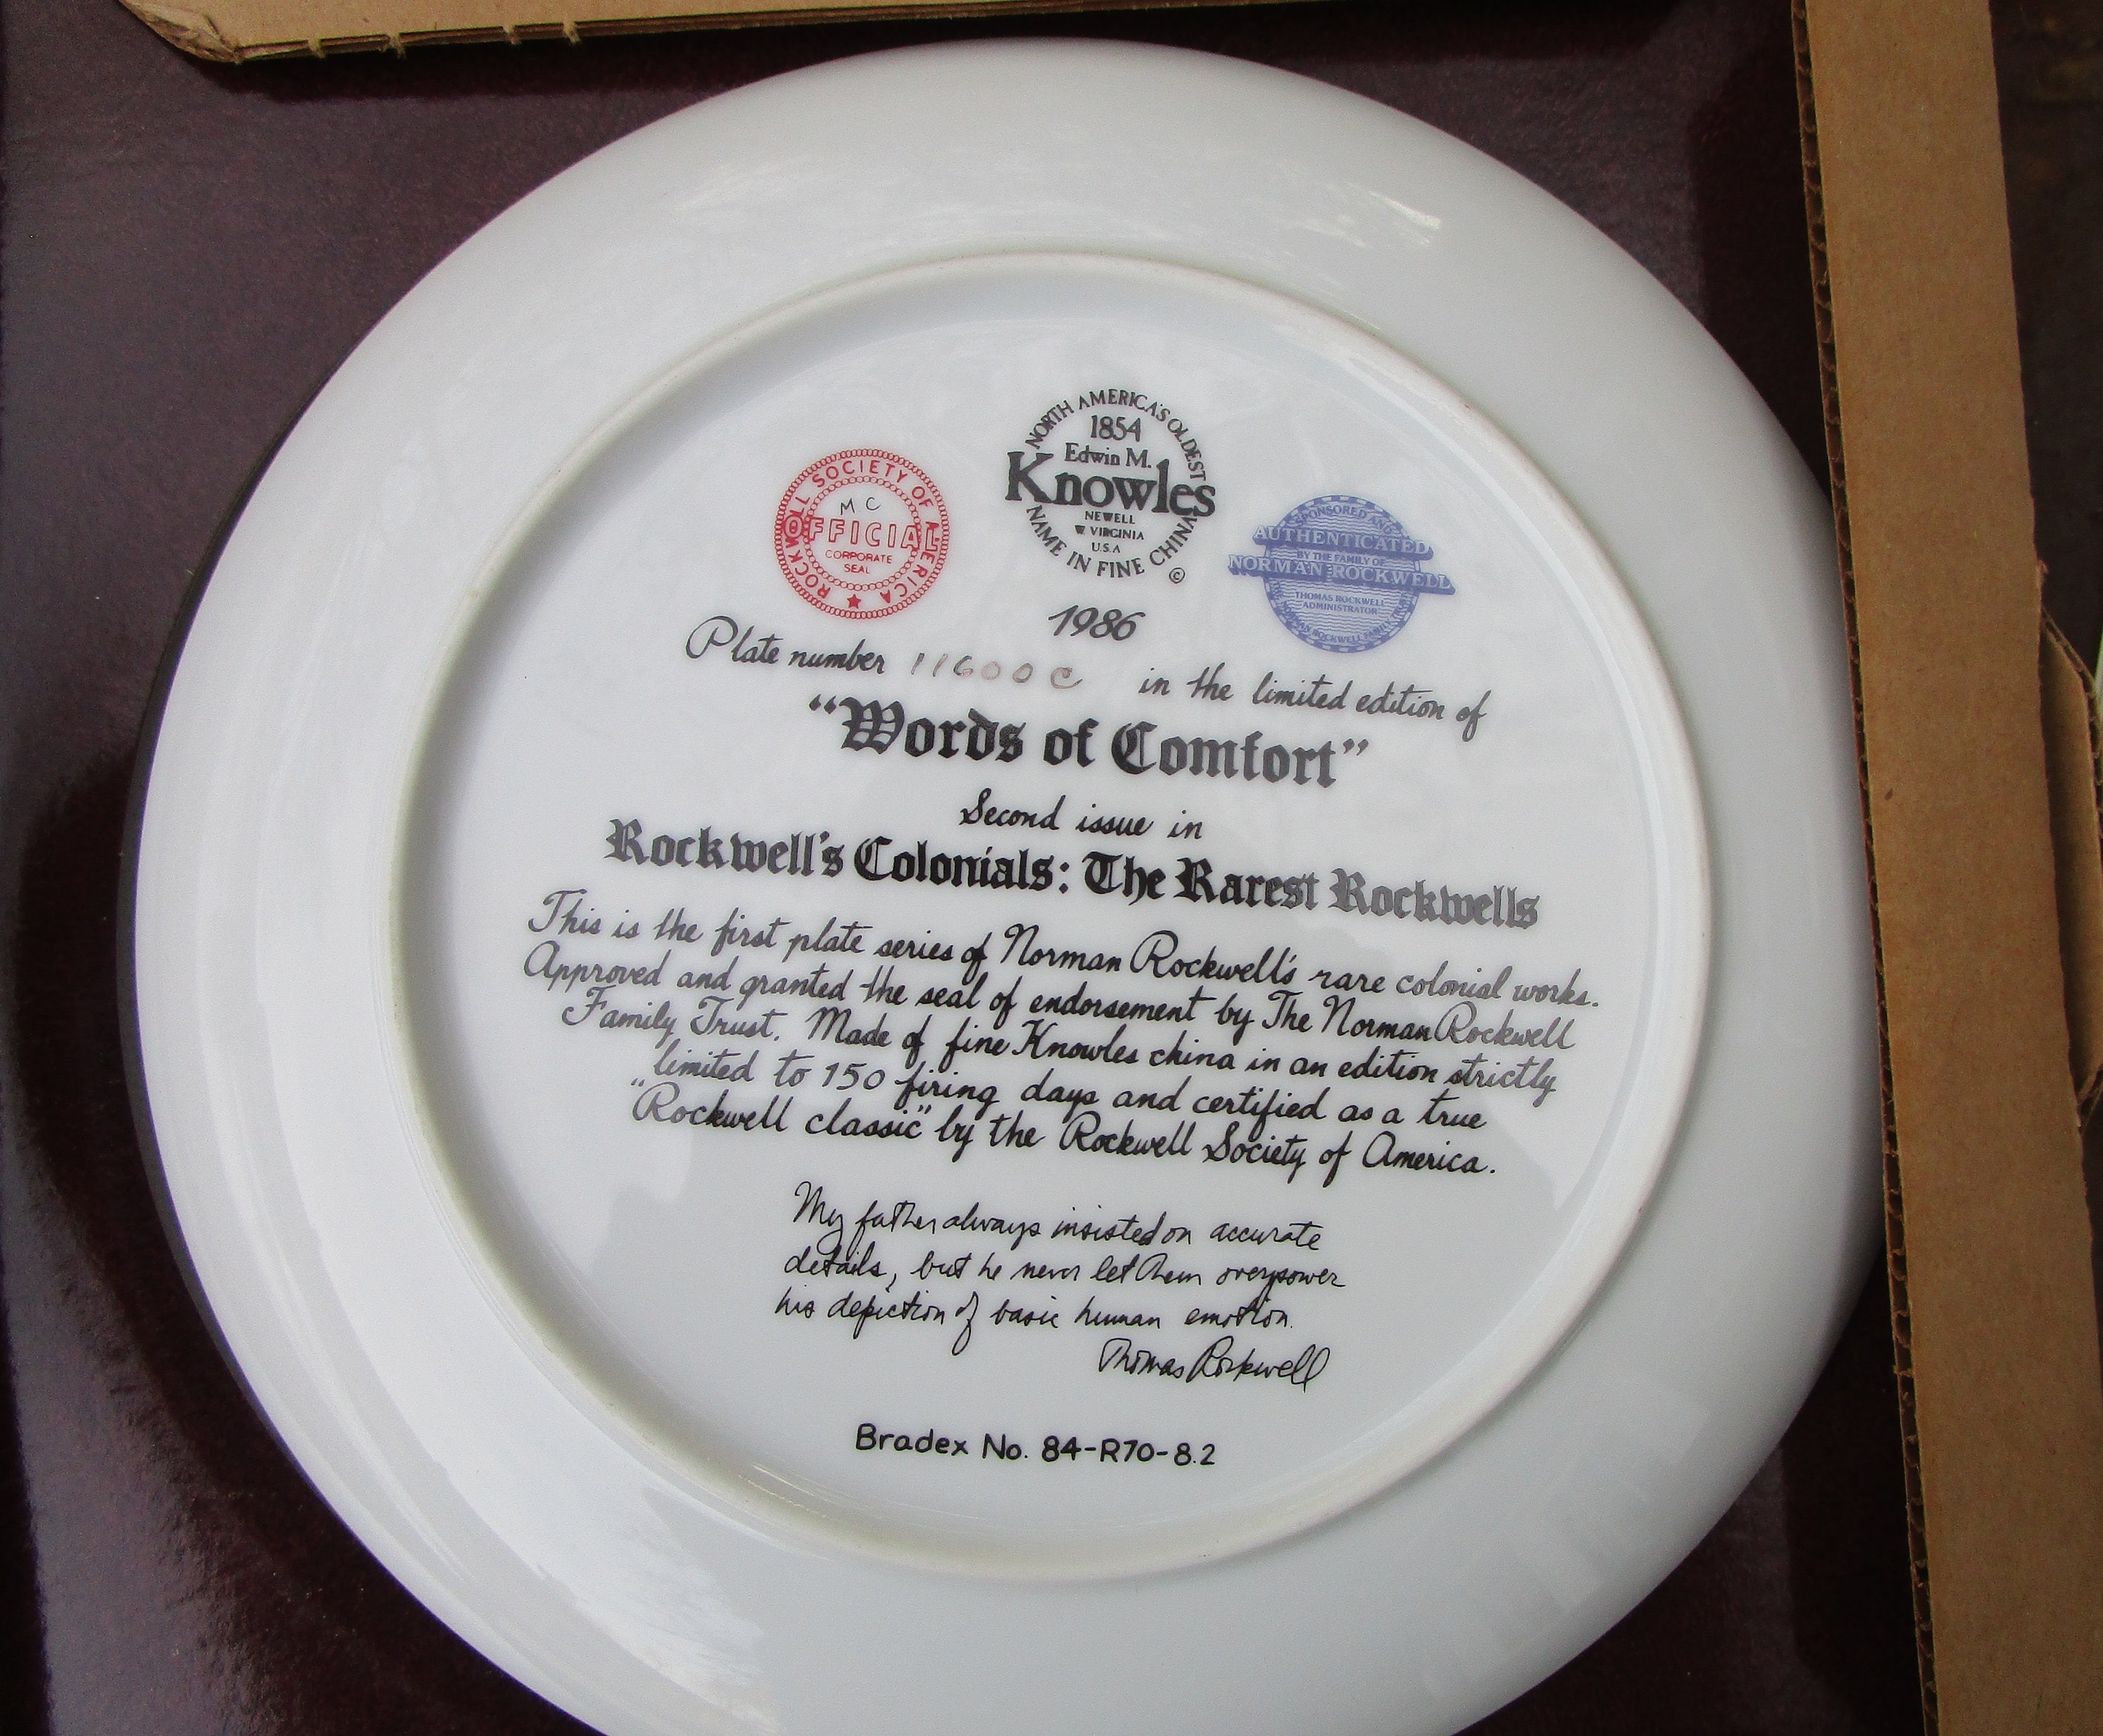 NORTH AMERICA'S OLDEST
1854
Edwin M.
Knowles
NEWELL
W VIRGINIA
U.S.A
NAME IN FINE CHINA
©
ROCKWELL SOCIETY OF AMERICA
M C
OFFICIAL
CORPORATE
SEAL
SPONSORED AND
AUTHENTICATED
BY THE FAMILY OF
NORMAN ROCKWELL
THOMAS ROCKWELL
ADMINISTRATOR
ROCKWELL FAMILY
1986
Plate number 11600C in the limited edition of
"Words of Comfort"
Second issue in
Rockwell's Colonials: The Rarest Rockwells
This is the first plate series of Norman Rockwell's rare colonial works.
Approved and granted the seal of endorsement by The Norman Rockwell
Family Trust. Made of fine Knowles china in an edition strictly
limited to 150 firing days and certified as a true
"Rockwell classic" by the Rockwell Society of America.
My father always insisted on accurate
details, but he never let them overpower
his depiction of basic human emotion.
Thomas Rockwell
Bradex No. 84-R70-8.2